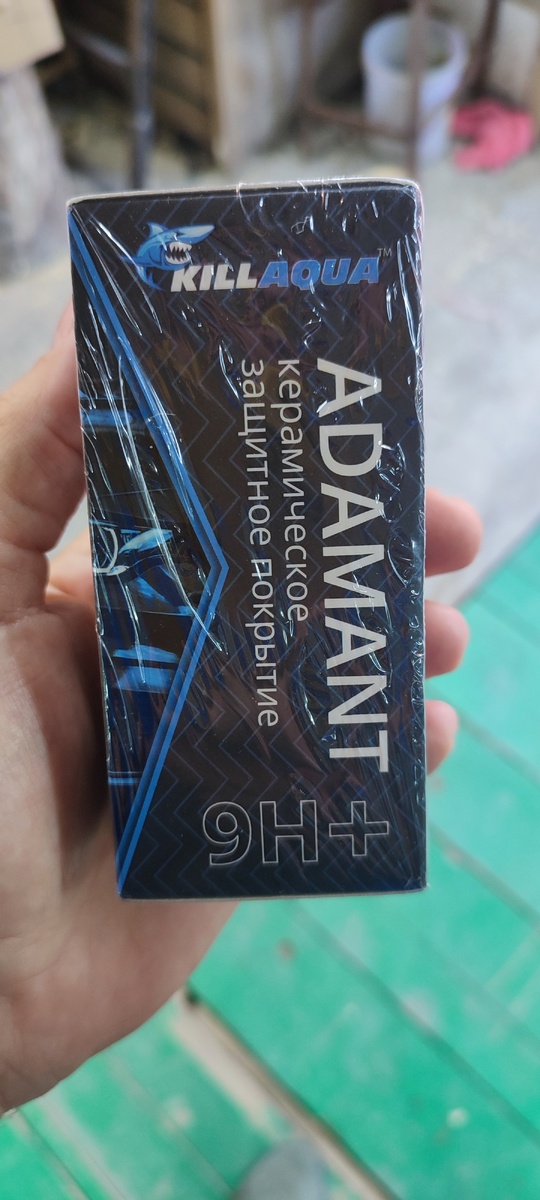 KILLAQUA™
ADAMANT
керамическое
защитное покрытие
9H+